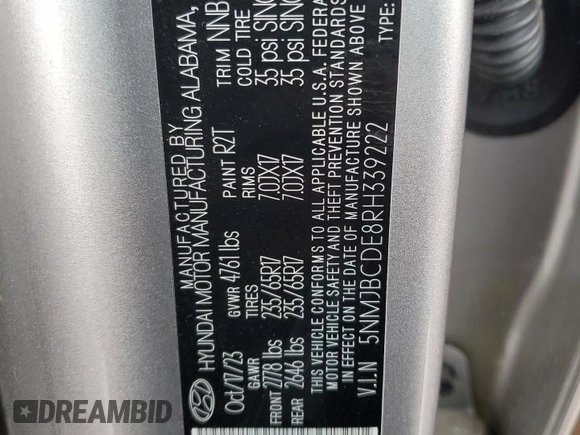 MANUFACTURED BY
HYUNDAI MOTOR MANUFACTURING ALABAMA,
Oct/17/23 GVWR 4761 lbs PAINT R2T TRIM NNB
GAWR TIRES RIMS COLD TIRE
FRONT 2778 lbs 235/65R17 7.0JX17 35 psi
REAR 2646 lbs 235/65R17 7.0JX17 35 psi
THIS VEHICLE CONFORMS TO ALL APPLICABLE U.S.A. FEDERA
MOTOR VEHICLE SAFETY AND THEFT PREVENTION STANDARDS
IN EFFECT ON THE DATE OF MANUFACTURE SHOWN ABOVE
V.I.N 5NMJBCDE8RH339222 TYPE:
DREAMBID